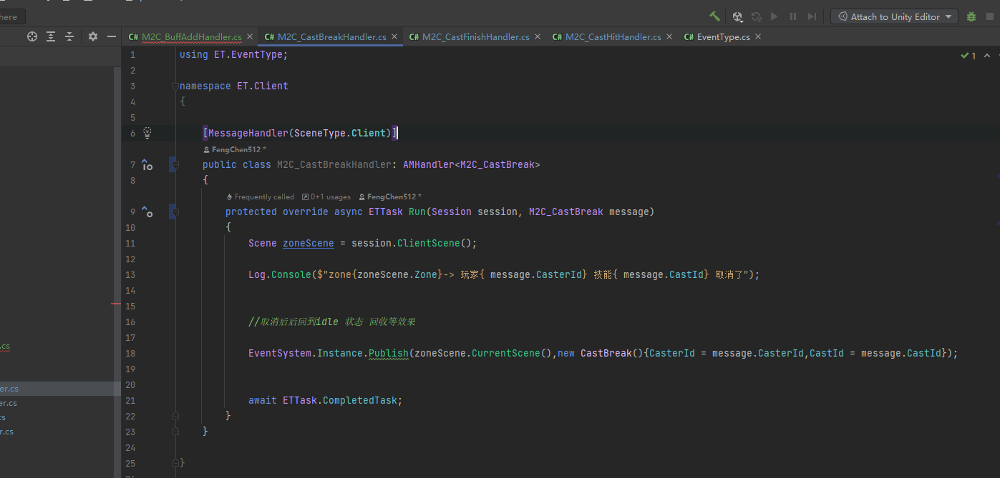 here
Attach to Unity Editor
C# M2C_BuffAddHandler.cs C# M2C_CastBreakHandler.cs C# M2C_CastFinishHandler.cs C# M2C_CastHitHandler.cs C# EventType.cs
1 using ET.EventType; 1
2
3 namespace ET.Client
4 {
5
6 [MessageHandler(SceneType.Client)]
FengChen512 *
7 public class M2C_CastBreakHandler: AMHandler<M2C_CastBreak>
8 {
Frequently called 0+1 usages FengChen512 *
9 protected override async ETTask Run(Session session, M2C_CastBreak message)
10 {
11 Scene zoneScene = session.ClientScene();
12
13 Log.Console($"zone{zoneScene.Zone}-> 玩家{ message.CasterId} 技能{ message.CastId} 取消了");
14
15
16 //取消后后回到idle 状态 回收等效果
17
.cs
18 EventSystem.Instance.Publish(zoneScene.CurrentScene(),new CastBreak(){CasterId = message.CasterId,CastId = message.CastId});
19
20
er.cs
21 await ETTask.CompletedTask;
er.cs
22 }
cs
23 }
r.cs
24
25 }